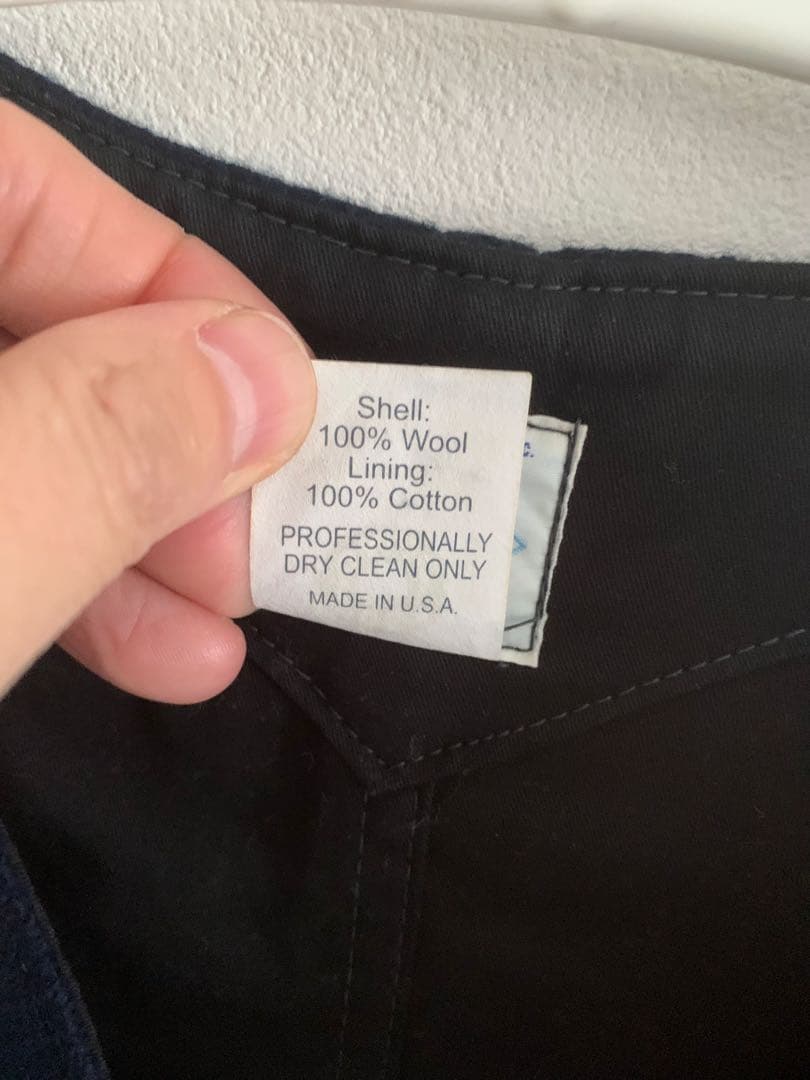 Shell:
100% Wool
Lining:
100% Cotton
PROFESSIONALLY
DRY CLEAN ONLY
MADE IN U.S.A.